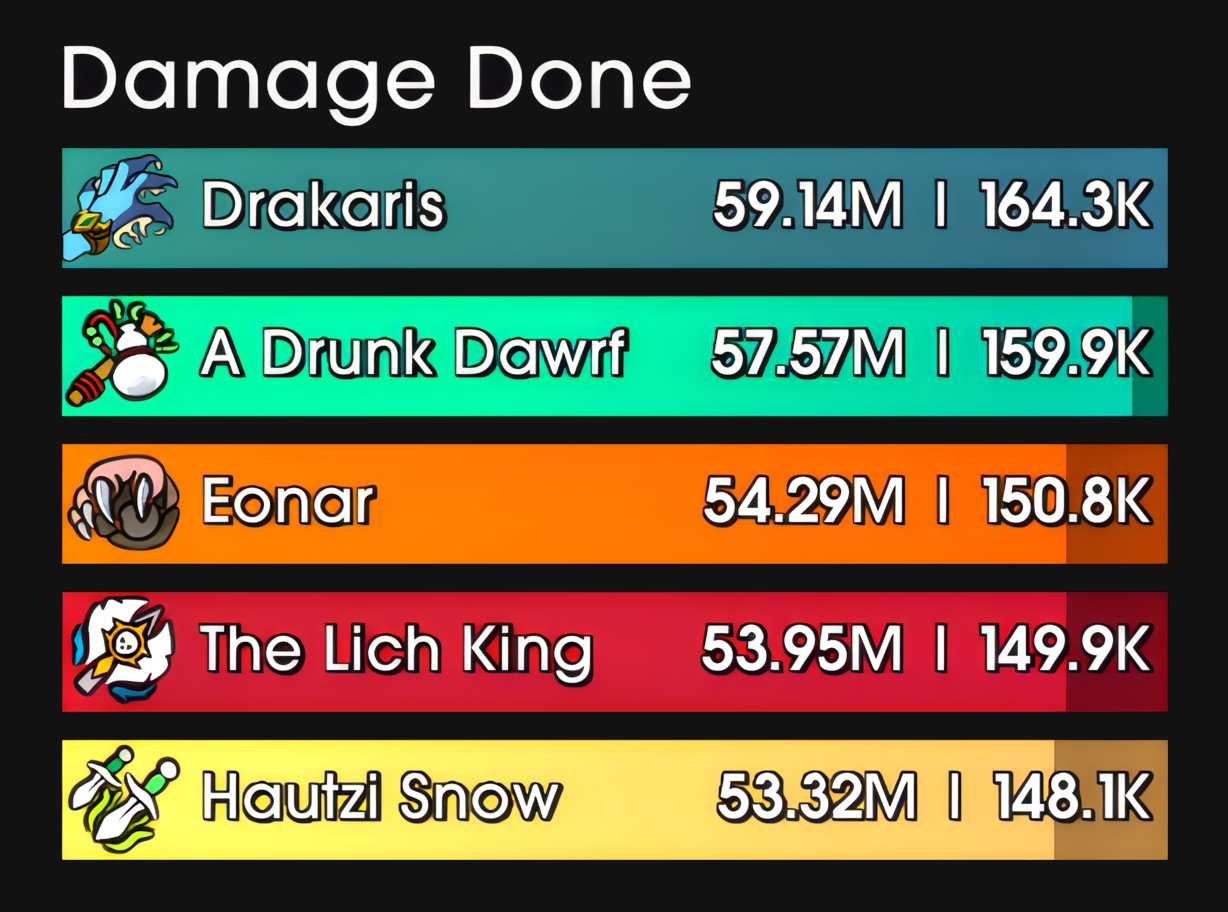 Damage Done
Drakaris 59.14M | 164.3K
A Drunk Dawrf 57.57M | 159.9K
Eonar 54.29M | 150.8K
The Lich King 53.95M | 149.9K
Hautzi Snow 53.32M | 148.1K